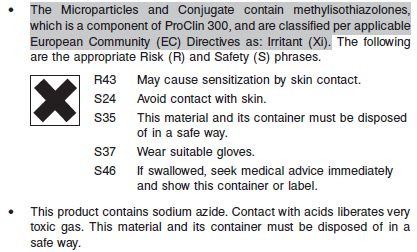 • The Microparticles and Conjugate contain methylisothiazolones,
which is a component of ProClin 300, and are classified per applicable
European Community (EC) Directives as: Irritant (Xi). The following
are the appropriate Risk (R) and Safety (S) phrases.
R43 May cause sensitization by skin contact.
S24 Avoid contact with skin.
S35 This material and its container must be disposed
of in a safe way.
S37 Wear suitable gloves.
S46 If swallowed, seek medical advice immediately
and show this container or label.
• This product contains sodium azide. Contact with acids liberates very
toxic gas. This material and its container must be disposed of in a
safe way.